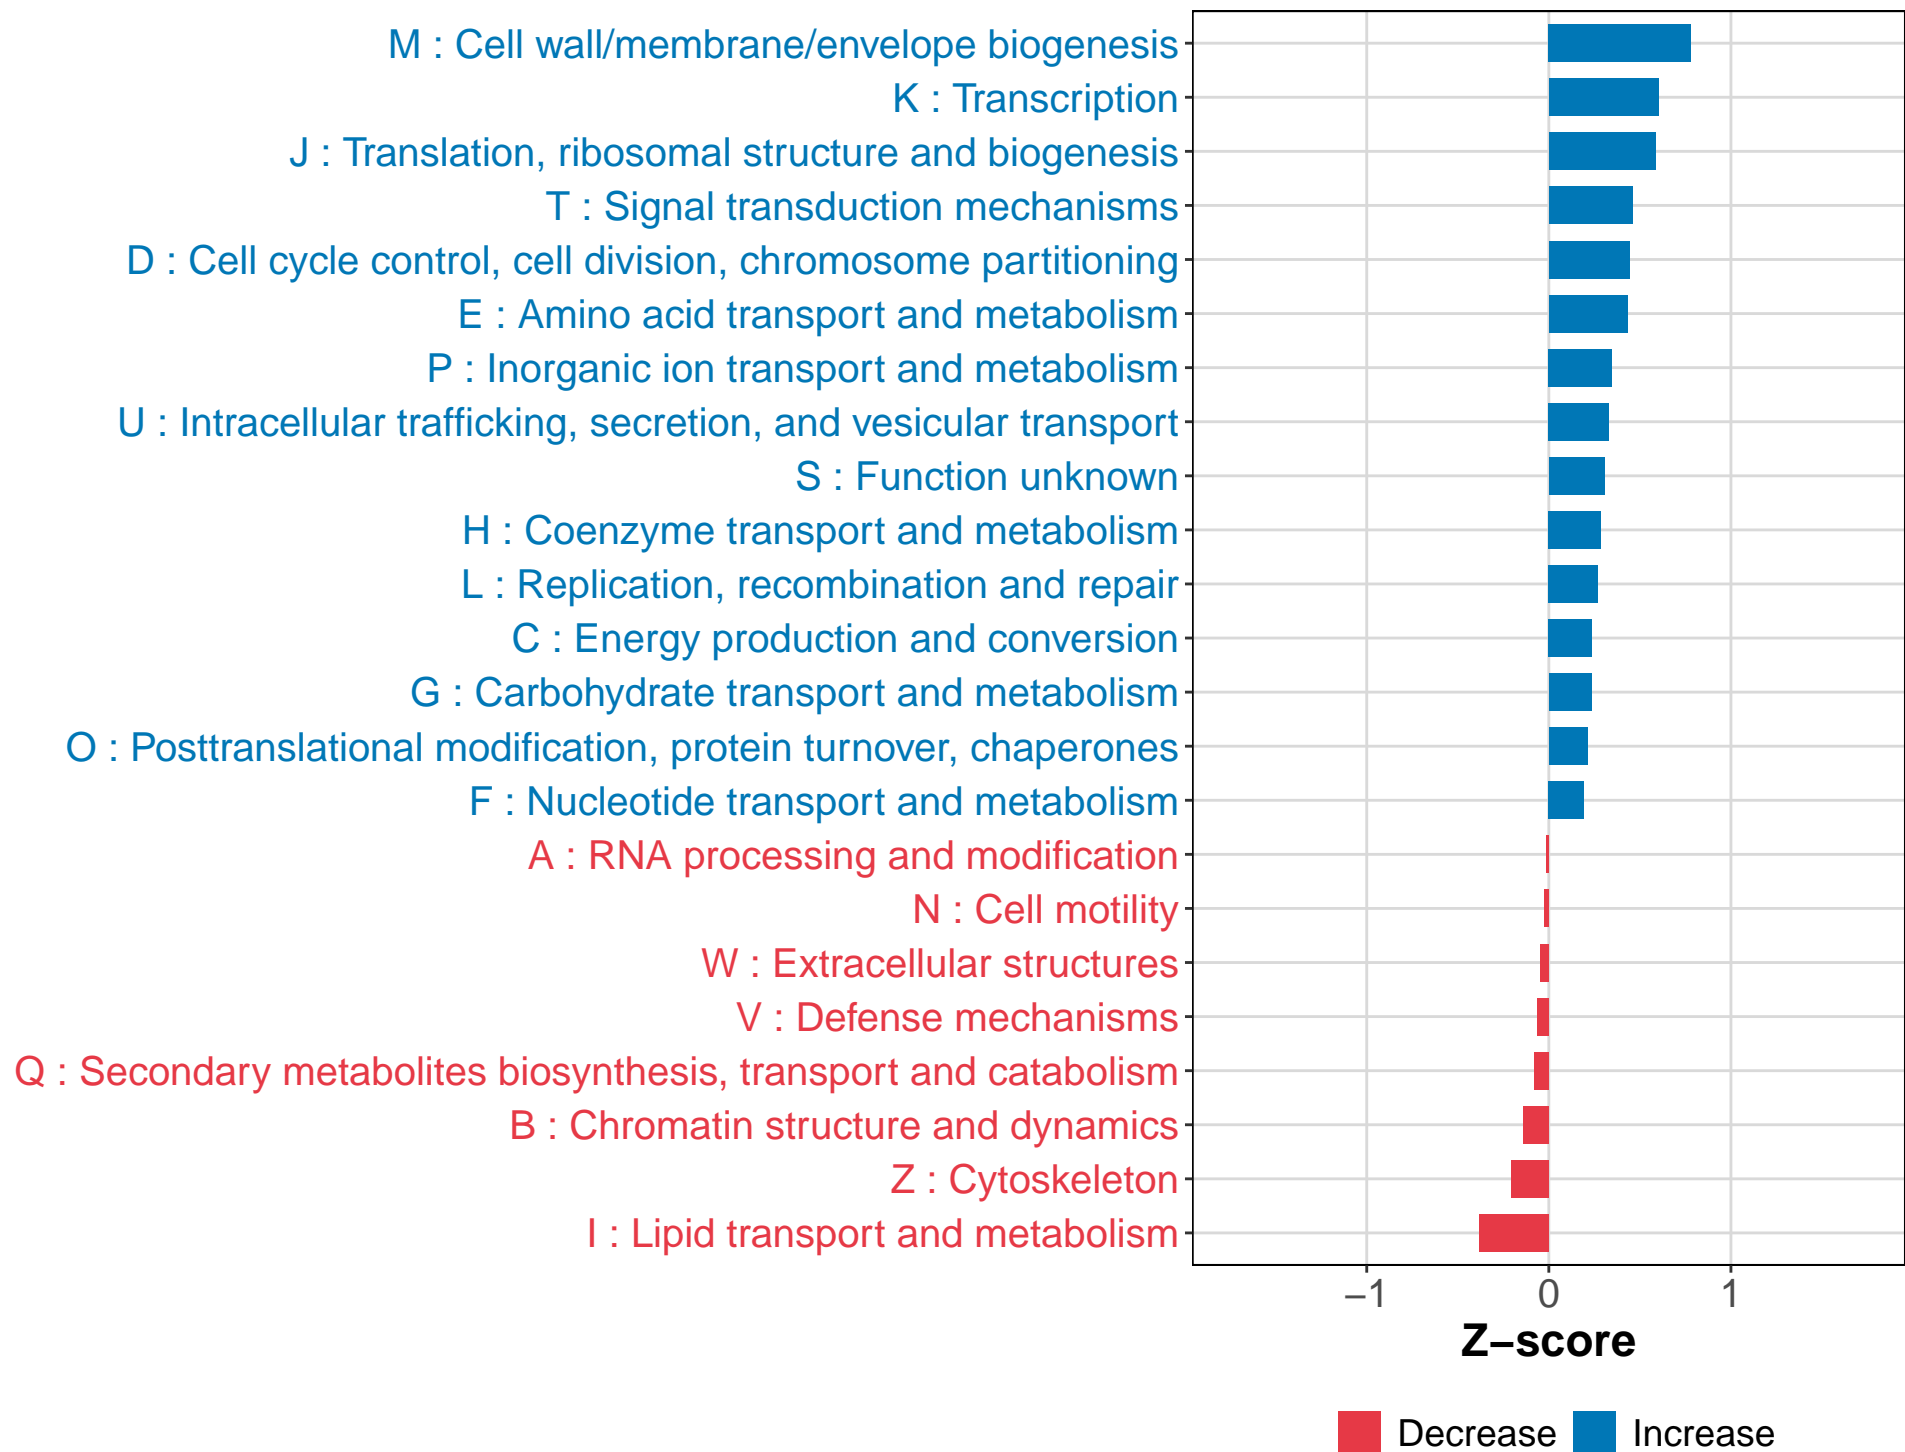 M : Cell wall/membrane/envelope biogenesis
K : Transcription
J : Translation, ribosomal structure and biogenesis
T : Signal transduction mechanisms
D : Cell cycle control, cell division, chromosome partitioning
E : Amino acid transport and metabolism
P : Inorganic ion transport and metabolism
U : Intracellular trafficking, secretion, and vesicular transport
S : Function unknown
H : Coenzyme transport and metabolism
L : Replication, recombination and repair
C : Energy production and conversion
G : Carbohydrate transport and metabolism
O : Posttranslational modification, protein turnover, chaperones
F : Nucleotide transport and metabolism
A : RNA processing and modification
N : Cell motility
W : Extracellular structures
V : Defense mechanisms
Q : Secondary metabolites biosynthesis, transport and catabolism
B : Chromatin structure and dynamics
Z : Cytoskeleton
I : Lipid transport and metabolism
−1 0 1
Z−score
Decrease Increase